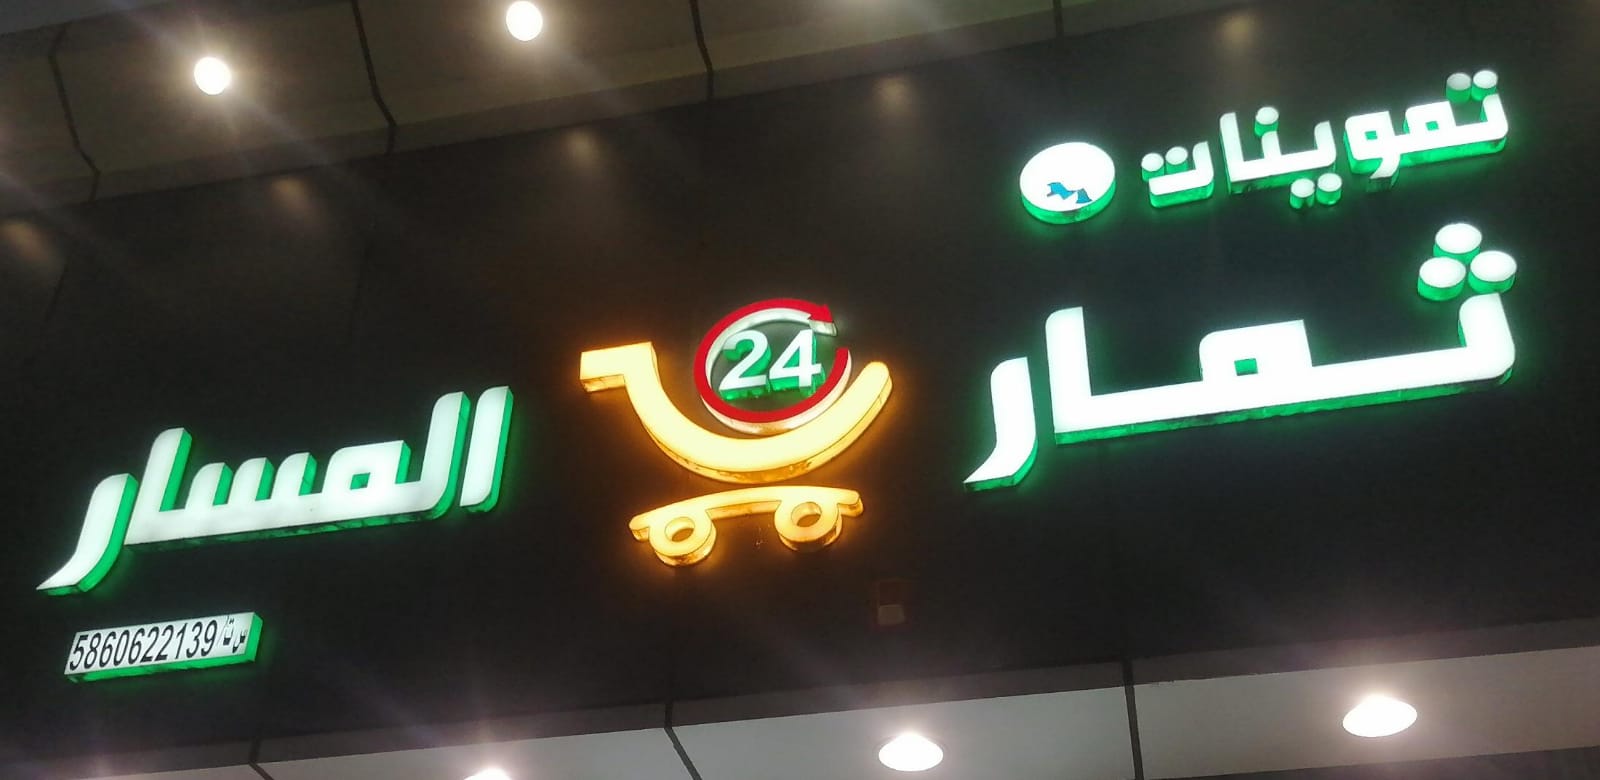 تموينات
ثمار
24
المسار
س.ت/5860622139